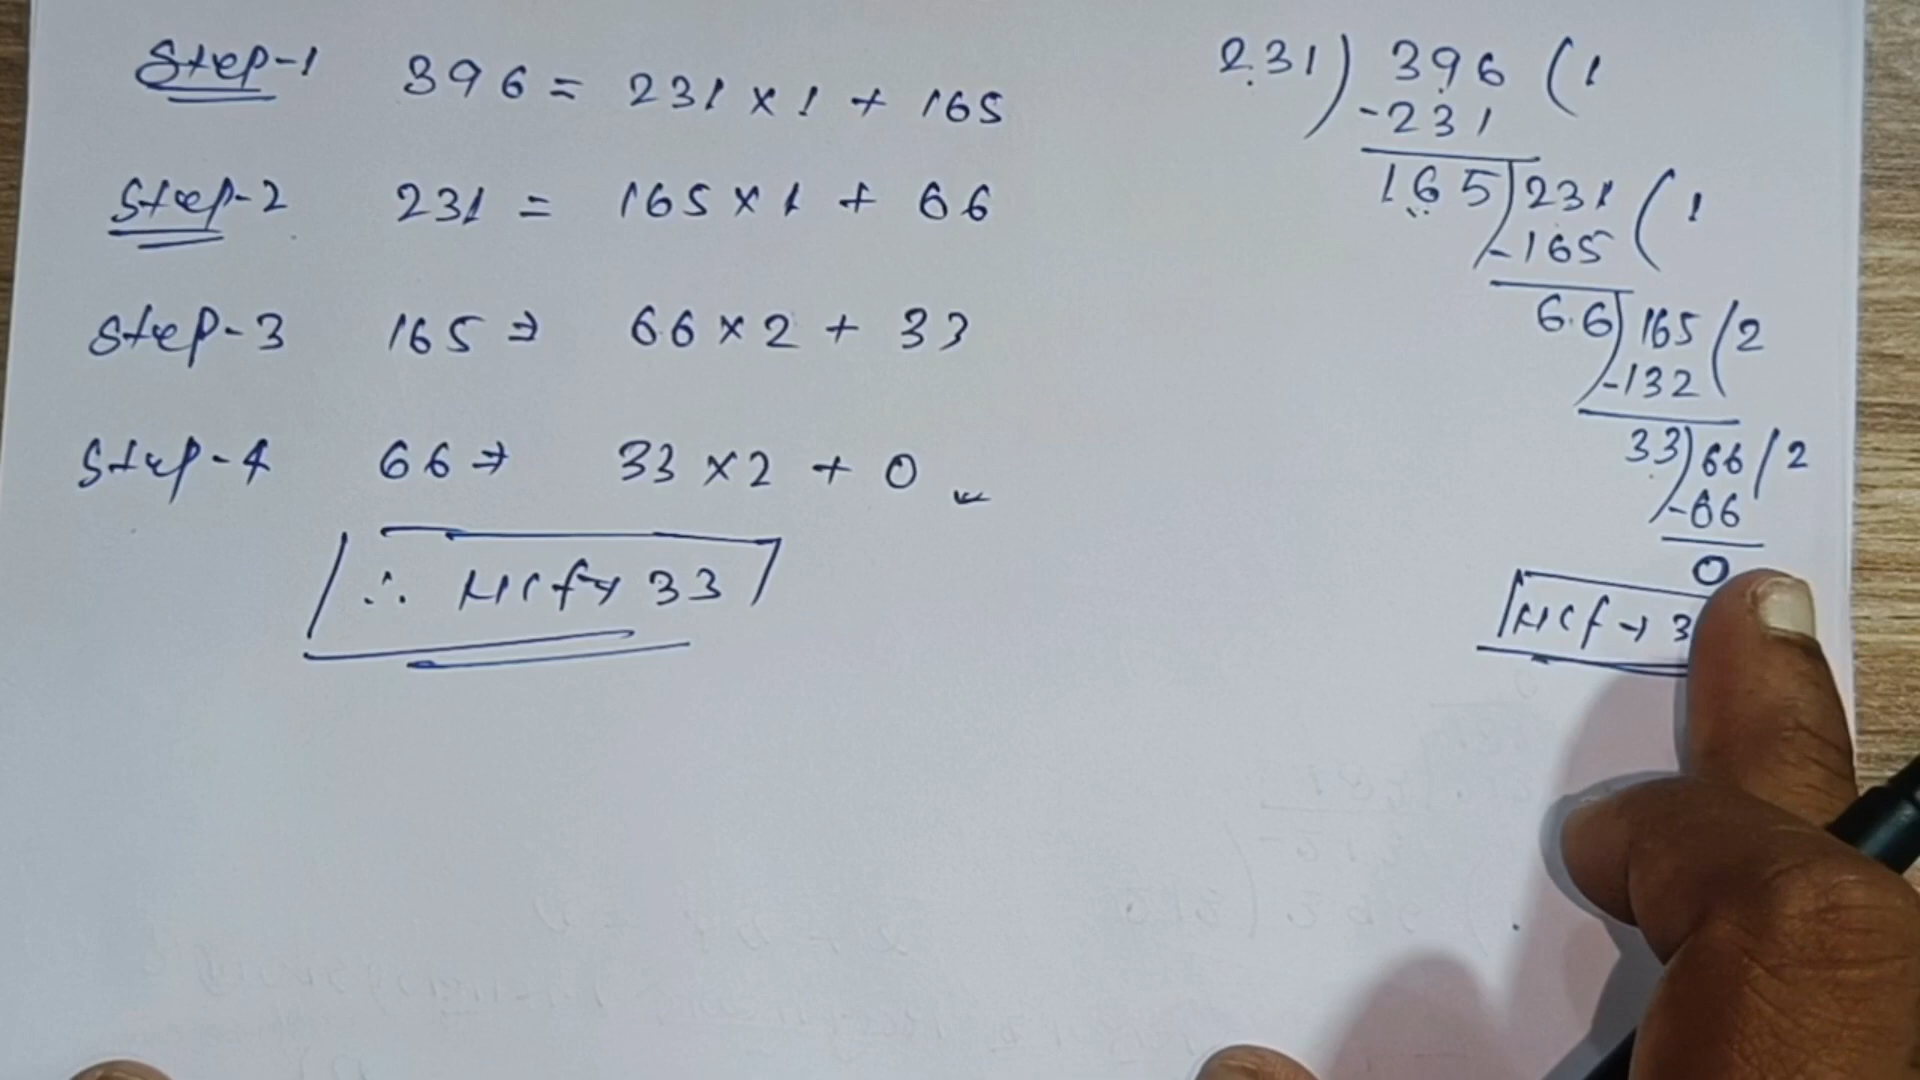 Step-1 396 = 231 × 1 + 165
Step-2 231 = 165 × 1 + 66
Step-3 165 ⇒ 66 × 2 + 33
Step-4 66 ⇒ 33 × 2 + 0
∴ HCf → 33
231) 396 (1
-231
165) 231 (1
-165
66) 165 (2
-132
33) 66 (2
-66
0
HCf → 3